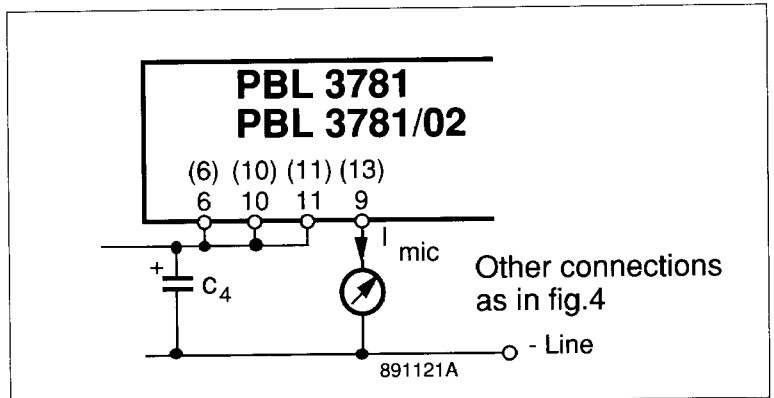 PBL 3781
PBL 3781/02
(6) (10) (11) (13)
6 10 11 9
I mic
+
C4
Other connections
as in fig.4
- Line
891121A